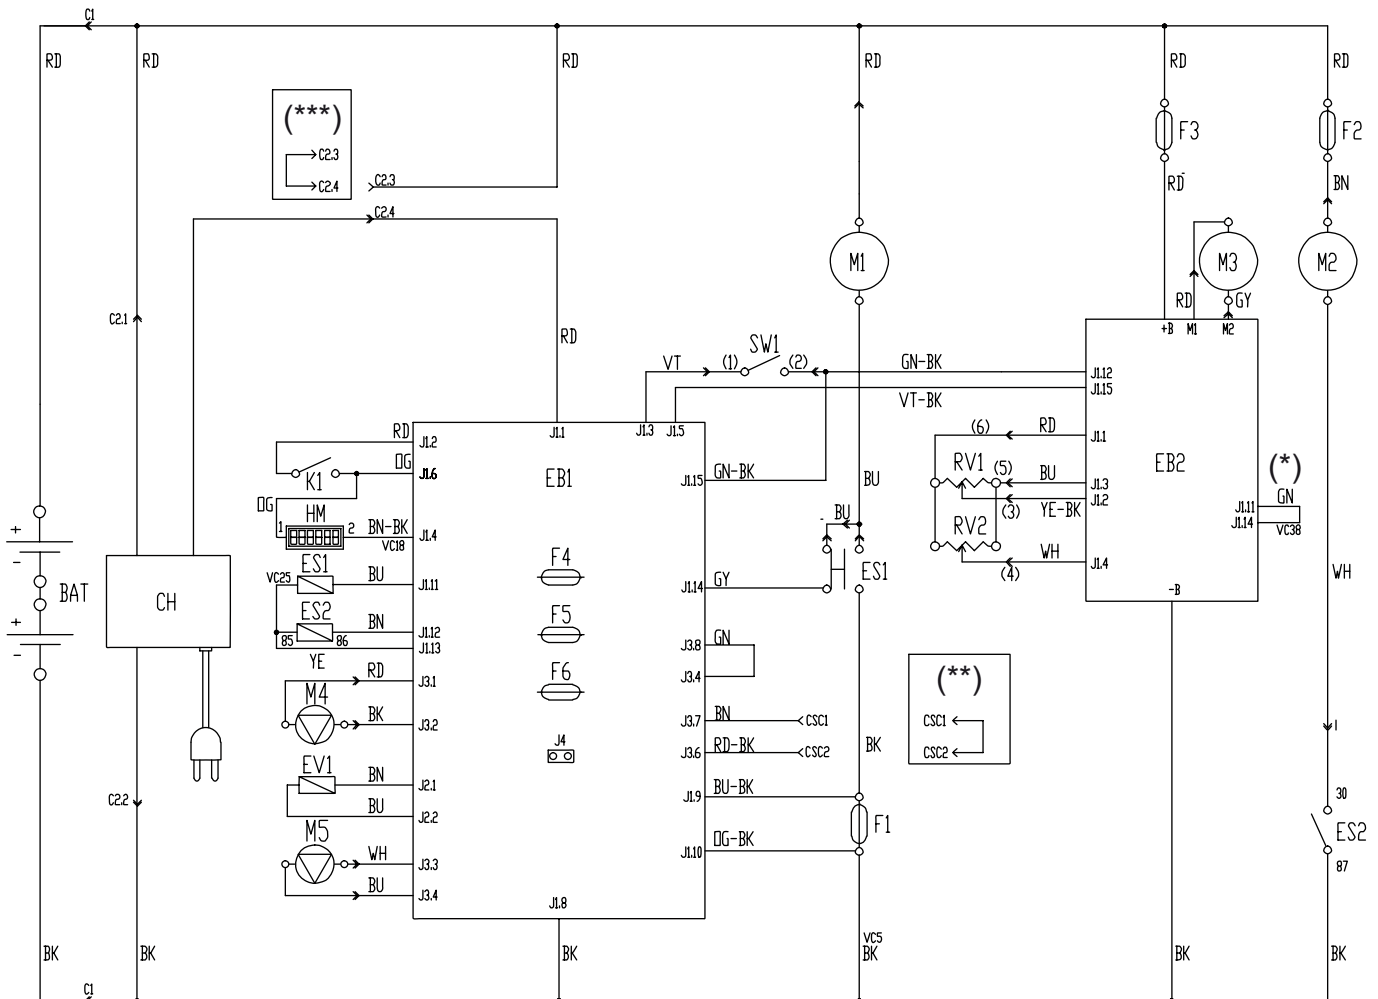 C1
RD RD RD RD RD RD
(***)
C2.3
C2.4
C2.3
C2.4
F3 F2
RD BN
M1 M3 M2
RD GY
C2.1
+B M1 M2
RD
SW1
VT (1) (2) GN-BK J1.12
VT-BK J1.15
RD J1.2 J1.1 J1.3 J1.5
(6) RD J1.1
OG J1.6 EB1 GN-BK J1.15
K1
RV1 (5) BU J1.3
EB2 (*)
BU
OG HM
(3) YE-BK J1.2
GN
J1.11
J1.14
VC38
1 2 BN-BK J1.4
VC18
BU
RV2
+
-
ES1 F4
WH J1.4
(4)
VC25 BU J1.11
GY J1.14 ES1
WH
BAT CH
-B
ES2 F5
BN J1.12
85 86 J1.13
YE
GN J3.8
J3.4
+
-
RD J3.1 F6
(**)
M4
BK J3.2
BN J3.7 CSC1
CSC1
J4
RD-BK J3.6 CSC2
CSC2
BK
1
EV1
BN J2.1
BU J2.2
BU-BK J1.9
C2.2
30
M5
F1
ES2
WH J3.3
OG-BK J1.10
87
BU J3.4
J1.8
VC5
BK BK BK BK BK BK
C1